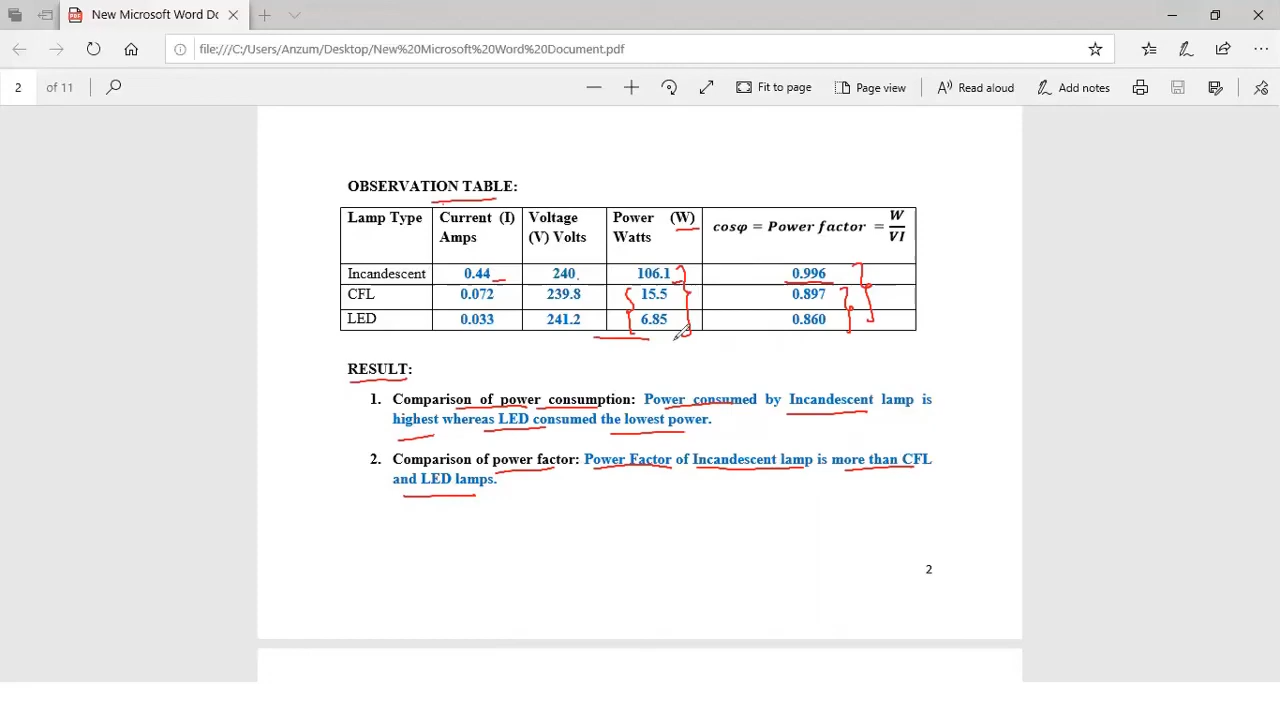 New Microsoft Word Do
file:///C:/Users/Anzum/Desktop/New%20Microsoft%20Word%20Document.pdf
2 of 11 Fit to page Page view Read aloud Add notes
OBSERVATION TABLE:
Lamp Type Current (I) Amps Voltage (V) Volts Power (W) Watts cosφ = Power factor = W/VI
Incandescent 0.44 240 106.1 0.996
CFL 0.072 239.8 15.5 0.897
LED 0.033 241.2 6.85 0.860
RESULT:
1. Comparison of power consumption: Power consumed by Incandescent lamp is
highest whereas LED consumed the lowest power.
2. Comparison of power factor: Power Factor of Incandescent lamp is more than CFL
and LED lamps.
2